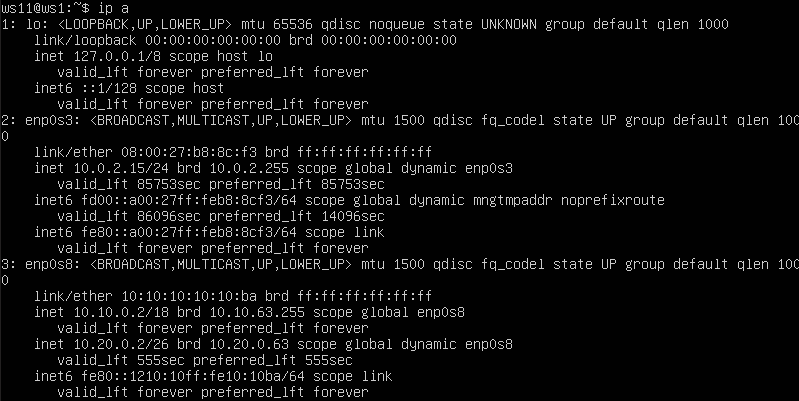 ws11@ws1:~$ ip a
1: lo: <LOOPBACK,UP,LOWER_UP> mtu 65536 qdisc noqueue state UNKNOWN group default qlen 1000
    link/loopback 00:00:00:00:00:00 brd 00:00:00:00:00:00
    inet 127.0.0.1/8 scope host lo
       valid_lft forever preferred_lft forever
    inet6 ::1/128 scope host
       valid_lft forever preferred_lft forever
2: enp0s3: <BROADCAST,MULTICAST,UP,LOWER_UP> mtu 1500 qdisc fq_codel state UP group default qlen 100
0
    link/ether 08:00:27:b8:8c:f3 brd ff:ff:ff:ff:ff:ff
    inet 10.0.2.15/24 brd 10.0.2.255 scope global dynamic enp0s3
       valid_lft 85753sec preferred_lft 85753sec
    inet6 fd00::a00:27ff:feb8:8cf3/64 scope global dynamic mngtmpaddr noprefixroute
       valid_lft 86096sec preferred_lft 14096sec
    inet6 fe80::a00:27ff:feb8:8cf3/64 scope link
       valid_lft forever preferred_lft forever
3: enp0s8: <BROADCAST,MULTICAST,UP,LOWER_UP> mtu 1500 qdisc fq_codel state UP group default qlen 100
0
    link/ether 10:10:10:10:10:ba brd ff:ff:ff:ff:ff:ff
    inet 10.10.0.2/18 brd 10.10.63.255 scope global enp0s8
       valid_lft forever preferred_lft forever
    inet 10.20.0.2/26 brd 10.20.0.63 scope global dynamic enp0s8
       valid_lft 555sec preferred_lft 555sec
    inet6 fe80::1210:10ff:fe10:10ba/64 scope link
       valid_lft forever preferred_lft forever